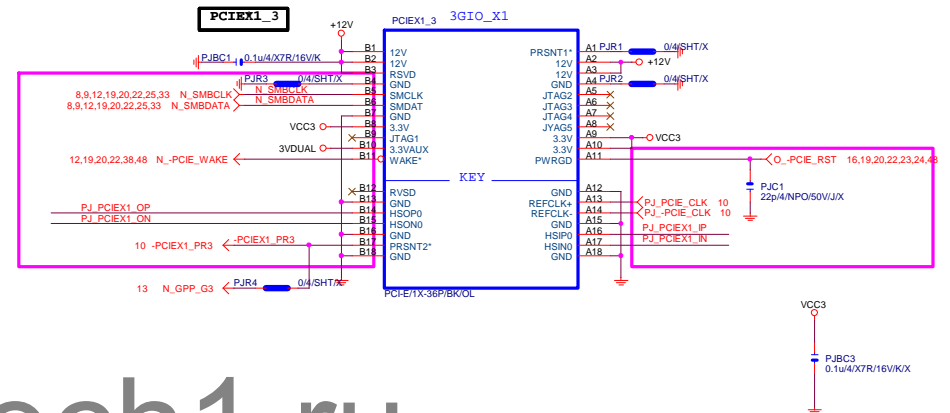 PCIEX1_3
PCIEX1_3 3GIO_X1
+12V
B1 12V PRSNT1* A1 PJR1 0/4/SHT/X
PJBC1 0.1u/4/X7R/16V/K B2 12V 12V A2 +12V
B3 RSVD 12V A3
PJR3 0/4/SHT/X B4 GND GND A4 PJR2 0/4/SHT/X
8,9,12,19,20,22,25,33 N_SMBCLK N_SMBCLK B5 SMCLK JTAG2 A5
8,9,12,19,20,22,25,33 N_SMBDATA N_SMBDATA B6 SMDAT JTAG3 A6
B7 GND JTAG4 A7
VCC3 B8 3.3V JYAG5 A8
B9 JTAG1 3.3V A9 VCC3
3VDUAL B10 3.3VAUX 3.3V A10
12,19,20,22,38,48 N_-PCIE_WAKE B11 WAKE* PWRGD A11 O_-PCIE_RST 16,19,20,22,23,24,48
KEY
PJC1
22p/4/NPO/50V/J/X
B12 RVSD GND A12
B13 GND REFCLK+ A13 PJ_PCIE_CLK 10
PJ_PCIEX1_OP B14 HSOP0 REFCLK- A14 PJ_-PCIE_CLK 10
PJ_PCIEX1_ON B15 HSON0 GND A15
B16 GND HSIP0 A16 PJ_PCIEX1_IP
10 -PCIEX1_PR3 -PCIEX1_PR3 B17 PRSNT2* HSIN0 A17 PJ_PCIEX1_IN
B18 GND GND A18
13 N_GPP_G3 PJR4 0/4/SHT/X
PCI-E/1X-36P/BK/OL
VCC3
PJBC3
0.1u/4/X7R/16V/K/X